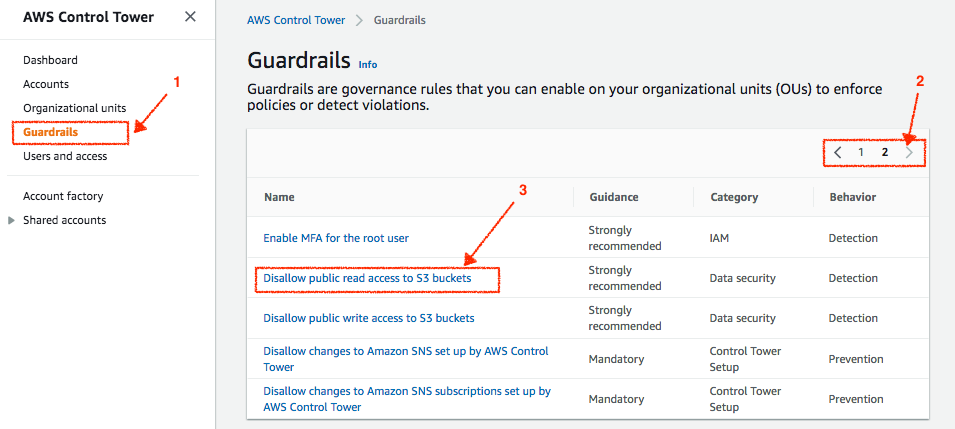 AWS Control Tower
Dashboard
Accounts
1
Organizational units
Guardrails
Users and access
Account factory
Shared accounts
AWS Control Tower > Guardrails
Guardrails Info
Guardrails are governance rules that you can enable on your organizational units (OUs) to enforce
policies or detect violations.
2
< 1 2 >
3
Name Guidance Category Behavior
Enable MFA for the root user Strongly recommended IAM Detection
Disallow public read access to S3 buckets Strongly recommended Data security Detection
Disallow public write access to S3 buckets Strongly recommended Data security Detection
Disallow changes to Amazon SNS set up by AWS Control
Tower Mandatory Control Tower Setup Prevention
Disallow changes to Amazon SNS subscriptions set up by
AWS Control Tower Mandatory Control Tower Setup Prevention